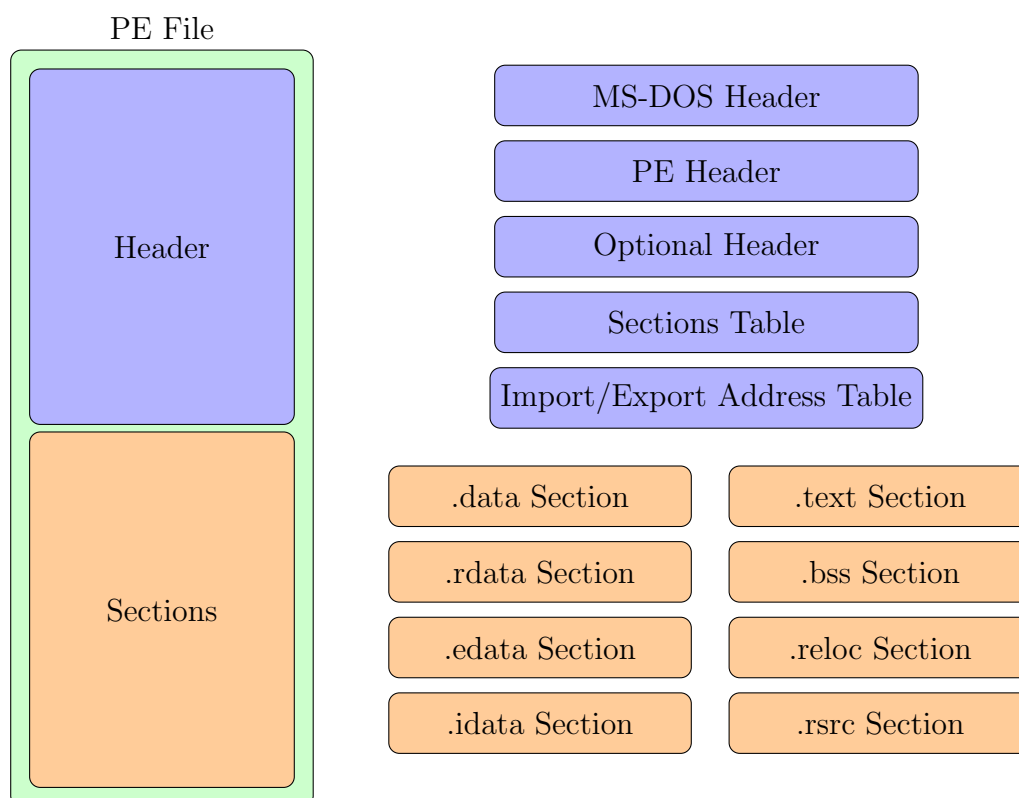 PE File
Header
Sections
MS-DOS Header
PE Header
Optional Header
Sections Table
Import/Export Address Table
.data Section
.text Section
.rdata Section
.bss Section
.edata Section
.reloc Section
.idata Section
.rsrc Section